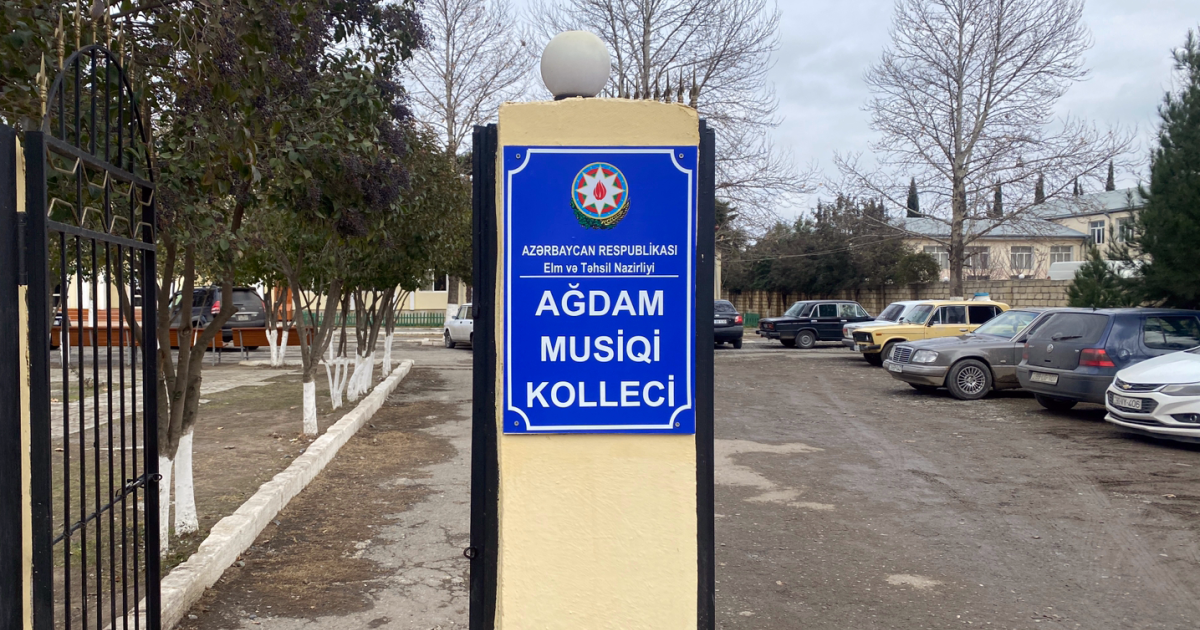 AZƏRBAYCAN RESPUBLİKASI
Elm və Təhsil Nazirliyi
AĞDAM
MUSİQİ
KOLLECİ